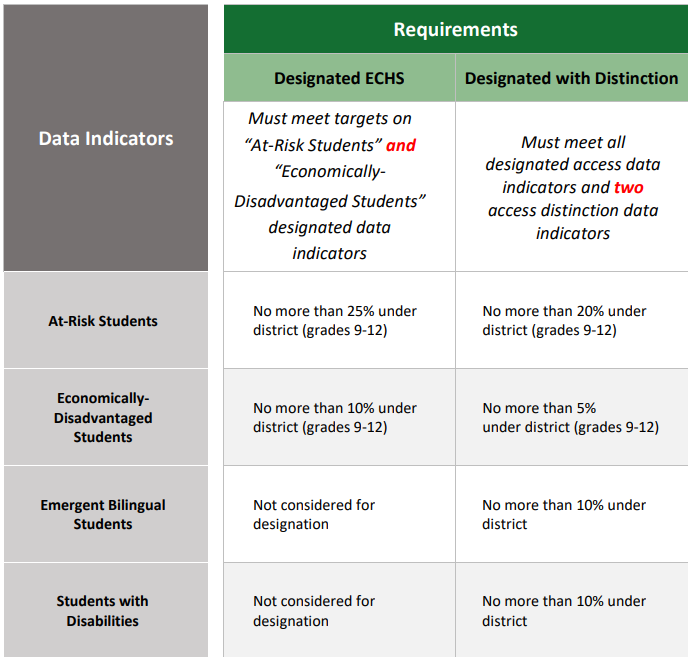 Requirements
Data Indicators
Designated ECHS
Designated with Distinction
Must meet targets on
“At-Risk Students” and
“Economically-
Disadvantaged Students”
designated data
indicators
Must meet all
designated access data
indicators and two
access distinction data
indicators
At-Risk Students
No more than 25% under
district (grades 9-12)
No more than 20% under
district (grades 9-12)
Economically-
Disadvantaged
Students
No more than 10% under
district (grades 9-12)
No more than 5%
under district (grades 9-12)
Emergent Bilingual
Students
Not considered for
designation
No more than 10% under
district
Students with
Disabilities
Not considered for
designation
No more than 10% under
district